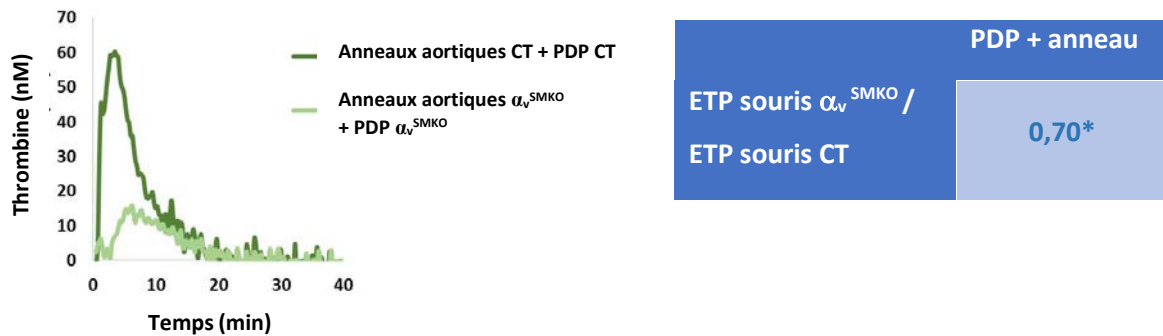 70
60
50
40
30
20
10
0
0 10 20 30 40
Thrombine (nM)
Temps (min)
Anneaux aortiques CT + PDP CT
Anneaux aortiques αvSMKO
+ PDP αvSMKO
PDP + anneau
ETP souris αv SMKO /
ETP souris CT
0,70*